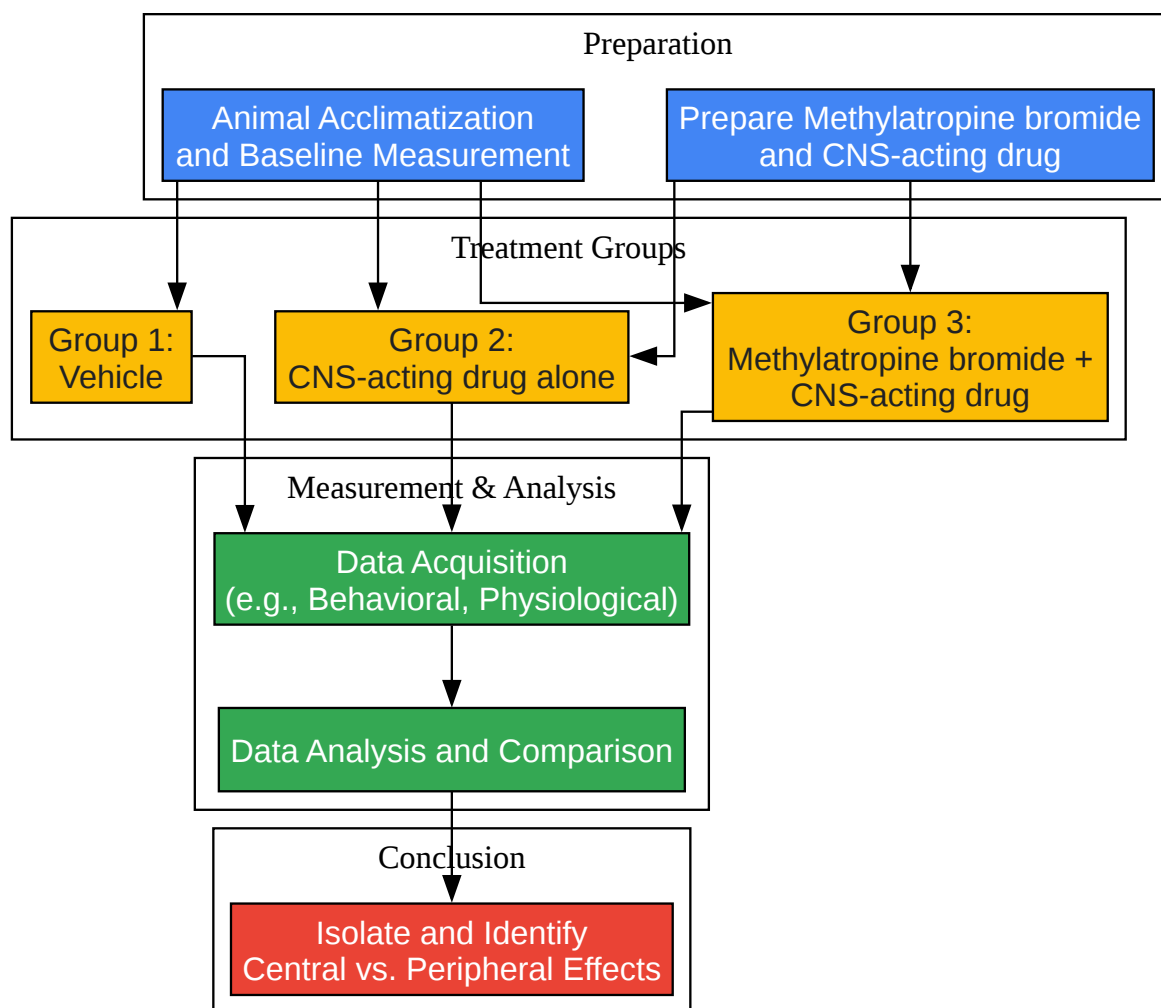 Preparation
Animal Acclimatization
and Baseline Measurement
Prepare Methylatropine bromide
and CNS-acting drug
Treatment Groups
Group 1:
Vehicle
Group 2:
CNS-acting drug alone
Group 3:
Methylatropine bromide +
CNS-acting drug
Measurement & Analysis
Data Acquisition
(e.g., Behavioral, Physiological)
Data Analysis and Comparison
Conclusion
Isolate and Identify
Central vs. Peripheral Effects